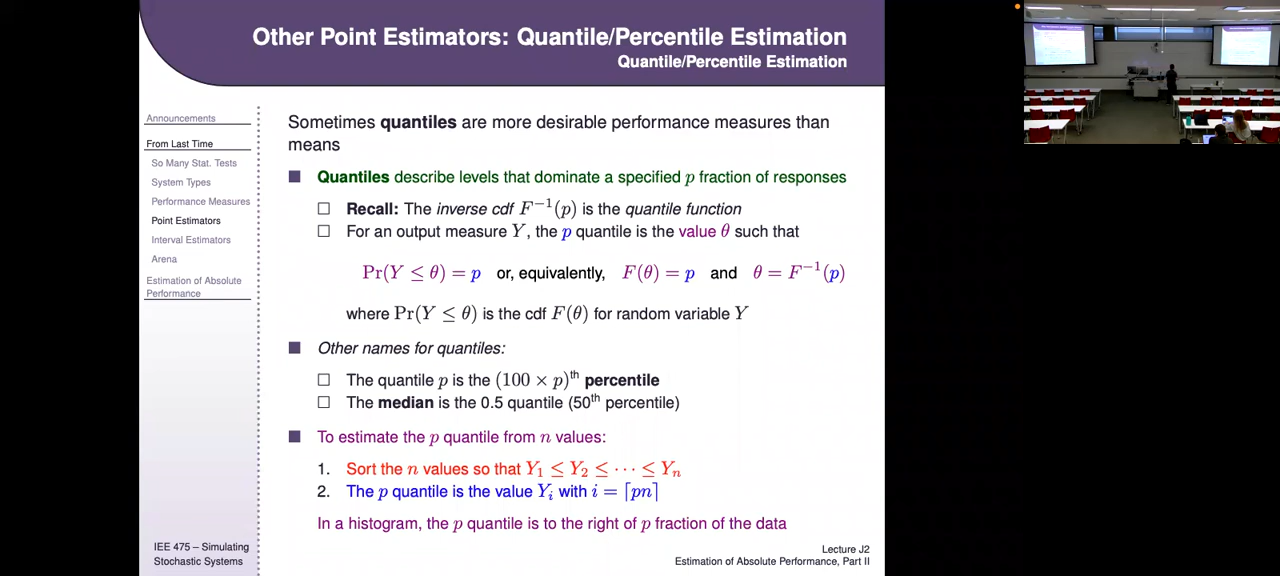 Other Point Estimators: Quantile/Percentile Estimation
Quantile/Percentile Estimation
Announcements
From Last Time
So Many Stat. Tests
System Types
Performance Measures
Point Estimators
Interval Estimators
Arena
Estimation of Absolute
Performance
Sometimes quantiles are more desirable performance measures than
means
Quantiles describe levels that dominate a specified p fraction of responses
Recall: The inverse cdf F⁻¹(p) is the quantile function
For an output measure Y, the p quantile is the value θ such that
Pr(Y ≤ θ) = p or, equivalently, F(θ) = p and θ = F⁻¹(p)
where Pr(Y ≤ θ) is the cdf F(θ) for random variable Y
Other names for quantiles:
The quantile p is the (100 × p)th percentile
The median is the 0.5 quantile (50th percentile)
To estimate the p quantile from n values:
1. Sort the n values so that Y₁ ≤ Y₂ ≤ ⋯ ≤ Yₙ
2. The p quantile is the value Yᵢ with i = ⌈pn⌉
In a histogram, the p quantile is to the right of p fraction of the data
IEE 475 – Simulating
Stochastic Systems
Lecture J2
Estimation of Absolute Performance, Part II